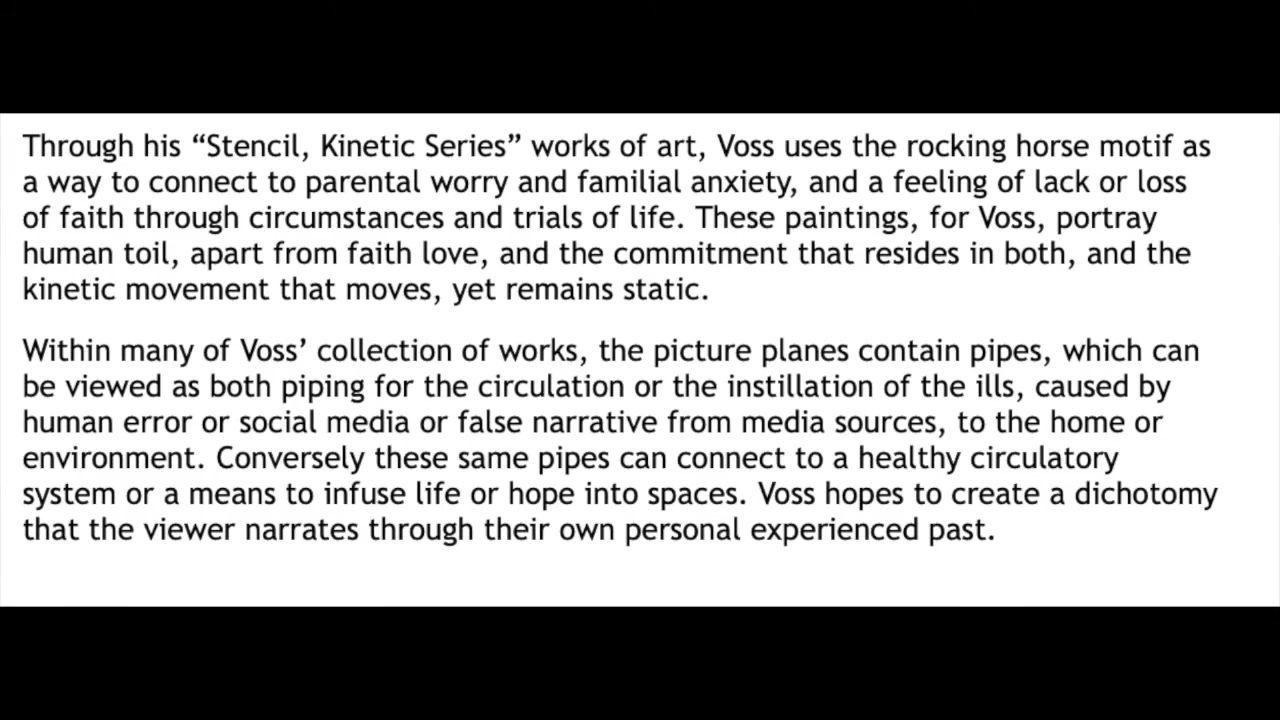 Through his “Stencil, Kinetic Series” works of art, Voss uses the rocking horse motif as
a way to connect to parental worry and familial anxiety, and a feeling of lack or loss
of faith through circumstances and trials of life. These paintings, for Voss, portray
human toil, apart from faith love, and the commitment that resides in both, and the
kinetic movement that moves, yet remains static.
Within many of Voss’ collection of works, the picture planes contain pipes, which can
be viewed as both piping for the circulation or the instillation of the ills, caused by
human error or social media or false narrative from media sources, to the home or
environment. Conversely these same pipes can connect to a healthy circulatory
system or a means to infuse life or hope into spaces. Voss hopes to create a dichotomy
that the viewer narrates through their own personal experienced past.